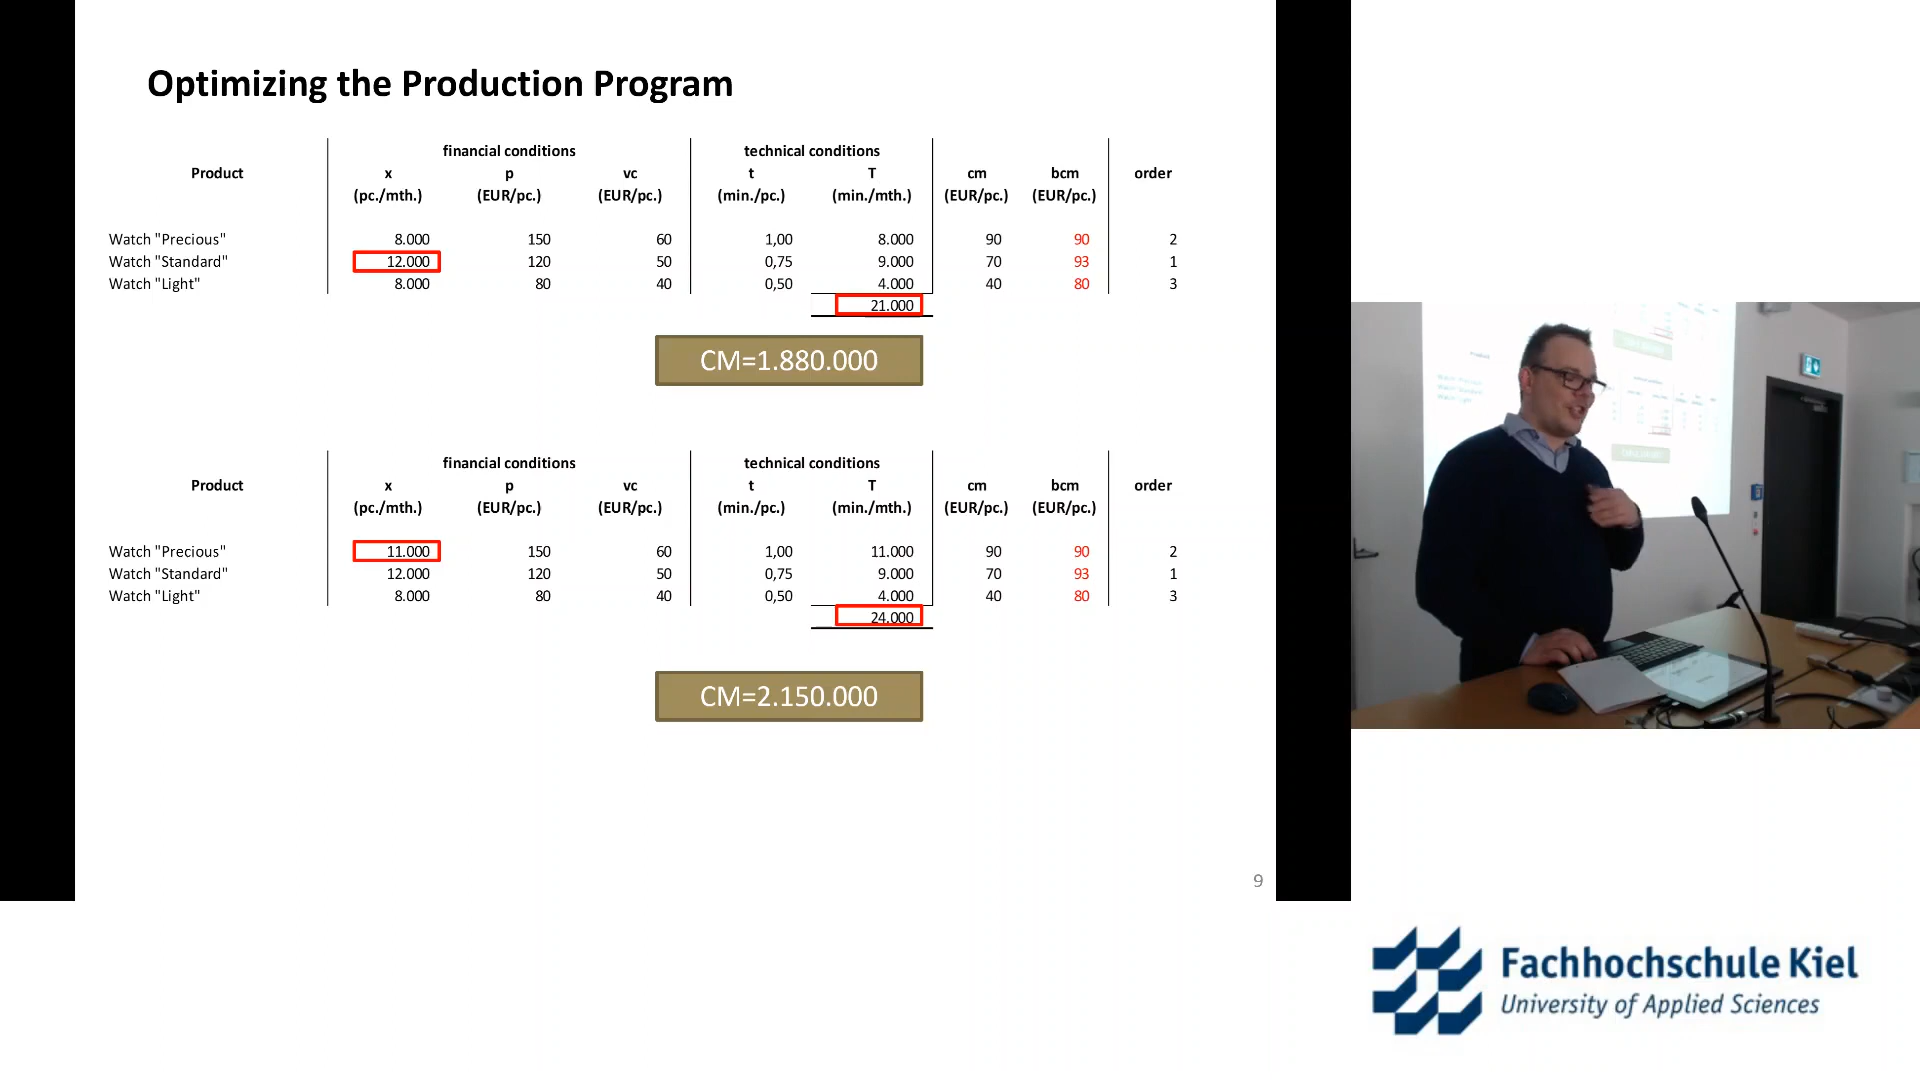 Optimizing the Production Program
financial conditions technical conditions
Product x p vc t T cm bcm order
(pc./mth.) (EUR/pc.) (EUR/pc.) (min./pc.) (min./mth.) (EUR/pc.) (EUR/pc.)
Watch "Precious" 8.000 150 60 1,00 8.000 90 90 2
Watch "Standard" 12.000 120 50 0,75 9.000 70 93 1
Watch "Light" 8.000 80 40 0,50 4.000 40 80 3
21.000
CM=1.880.000
financial conditions technical conditions
Product x p vc t T cm bcm order
(pc./mth.) (EUR/pc.) (EUR/pc.) (min./pc.) (min./mth.) (EUR/pc.) (EUR/pc.)
Watch "Precious" 11.000 150 60 1,00 11.000 90 90 2
Watch "Standard" 12.000 120 50 0,75 9.000 70 93 1
Watch "Light" 8.000 80 40 0,50 4.000 40 80 3
24.000
CM=2.150.000
9
Fachhochschule Kiel
University of Applied Sciences